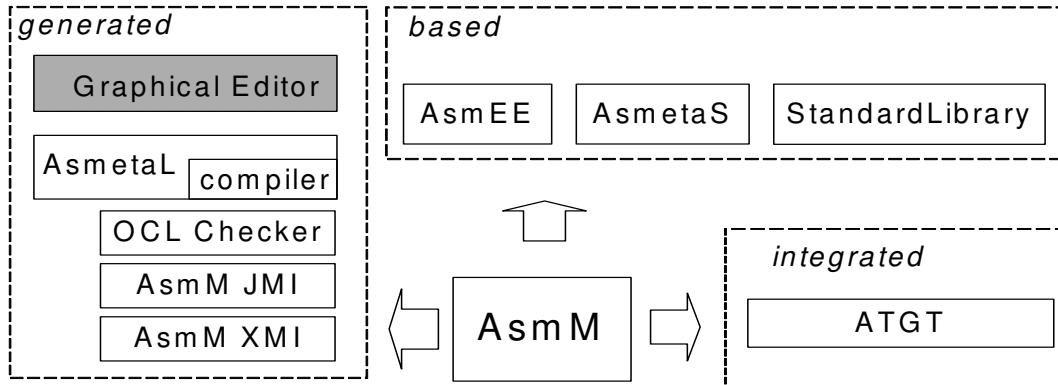 generated
Graphical Editor
AsmetaL
compiler
OCL Checker
AsmM JMI
AsmM XMI
based
AsmEE
AsmetaS
StandardLibrary
AsmM
integrated
ATGT